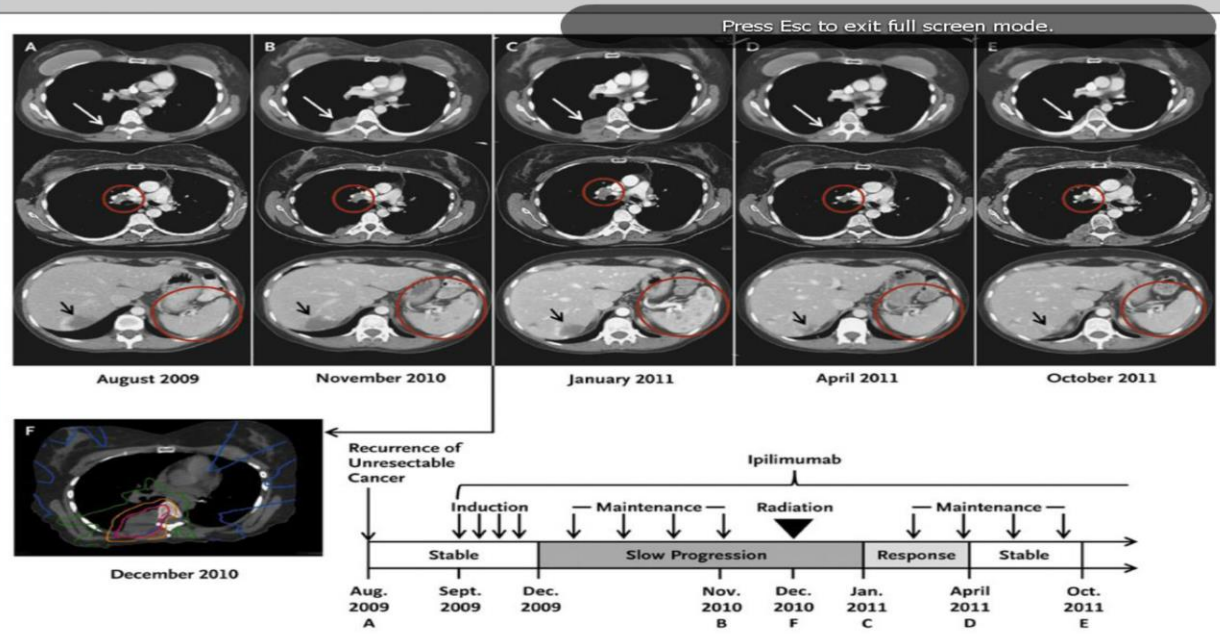 Press Esc to exit full screen mode.
A B C D E
August 2009 November 2010 January 2011 April 2011 October 2011
F
December 2010
Recurrence of
Unresectable
Cancer
Ipilimumab
Induction Maintenance Radiation Maintenance
Stable Slow Progression Response Stable
Aug. Sept. Dec. Nov. Dec. Jan. April Oct.
2009 2009 2009 2010 2010 2011 2011 2011
A B F C D E